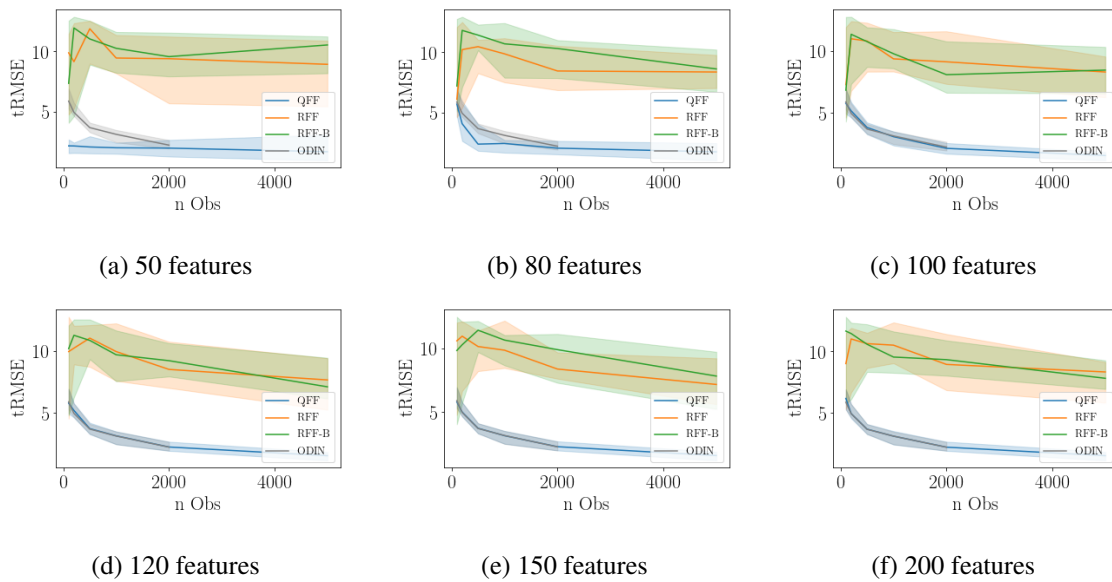 10
5
tRMSE
QFF
RFF
RFF-B
ODIN
0 2000 4000
n Obs
(a) 50 features
10
5
tRMSE
QFF
RFF
RFF-B
ODIN
0 2000 4000
n Obs
(b) 80 features
10
5
tRMSE
QFF
RFF
RFF-B
ODIN
0 2000 4000
n Obs
(c) 100 features
10
5
tRMSE
QFF
RFF
RFF-B
ODIN
0 2000 4000
n Obs
(d) 120 features
10
5
tRMSE
QFF
RFF
RFF-B
ODIN
0 2000 4000
n Obs
(e) 150 features
10
5
tRMSE
QFF
RFF
RFF-B
ODIN
0 2000 4000
n Obs
(f) 200 features